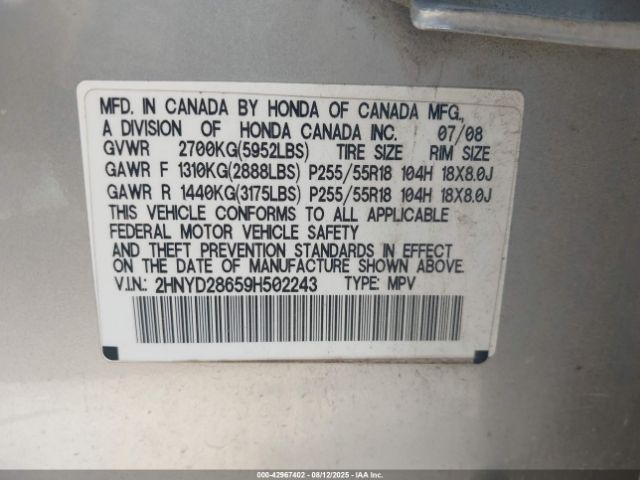 MFD. IN CANADA BY HONDA OF CANADA MFG.,
A DIVISION OF HONDA CANADA INC. 07/08
GVWR 2700KG(5952LBS) TIRE SIZE RIM SIZE
GAWR F 1310KG(2888LBS) P255/55R18 104H 18X8.0J
GAWR R 1440KG(3175LBS) P255/55R18 104H 18X8.0J
THIS VEHICLE CONFORMS TO ALL APPLICABLE
FEDERAL MOTOR VEHICLE SAFETY
AND THEFT PREVENTION STANDARDS IN EFFECT
ON THE DATE OF MANUFACTURE SHOWN ABOVE.
V.I.N.: 2HNYD28659H502243 TYPE: MPV
000-42967402 - 08/12/2025 - IAAI.COM